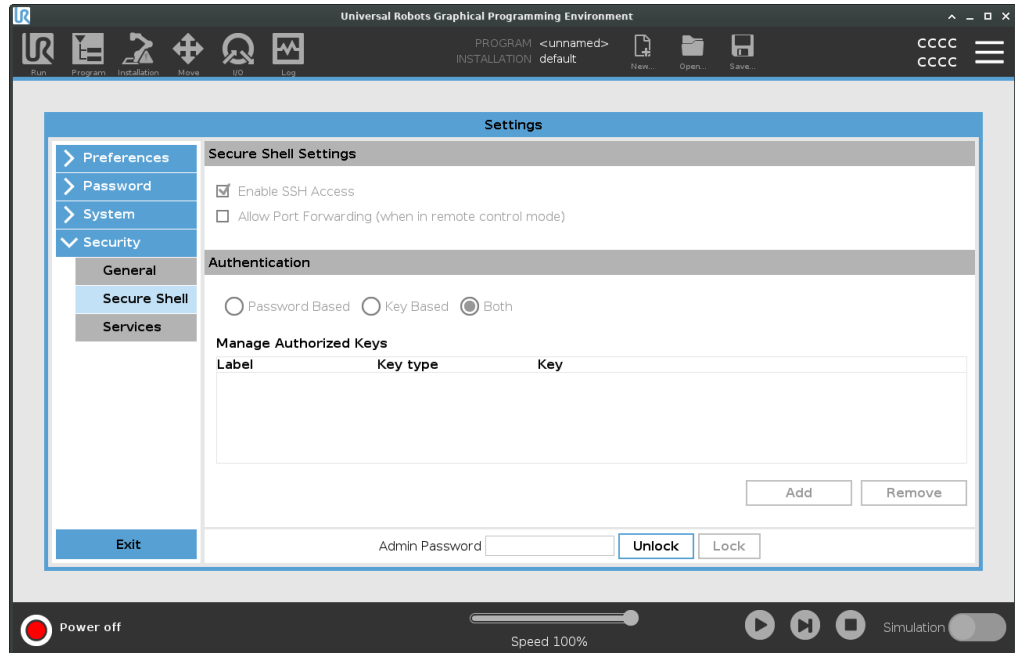 UR Universal Robots Graphical Programming Environment
UR
Run Program Installation Move I/O Log
PROGRAM <unnamed>
INSTALLATION default
New... Open... Save...
CCCC
CCCC
Settings
Preferences
Password
System
Security
General
Secure Shell
Services
Exit
Secure Shell Settings
Enable SSH Access
Allow Port Forwarding (when in remote control mode)
Authentication
Password Based Key Based Both
Manage Authorized Keys
Label Key type Key
Add Remove
Admin Password Unlock Lock
Power off
Speed 100%
Simulation